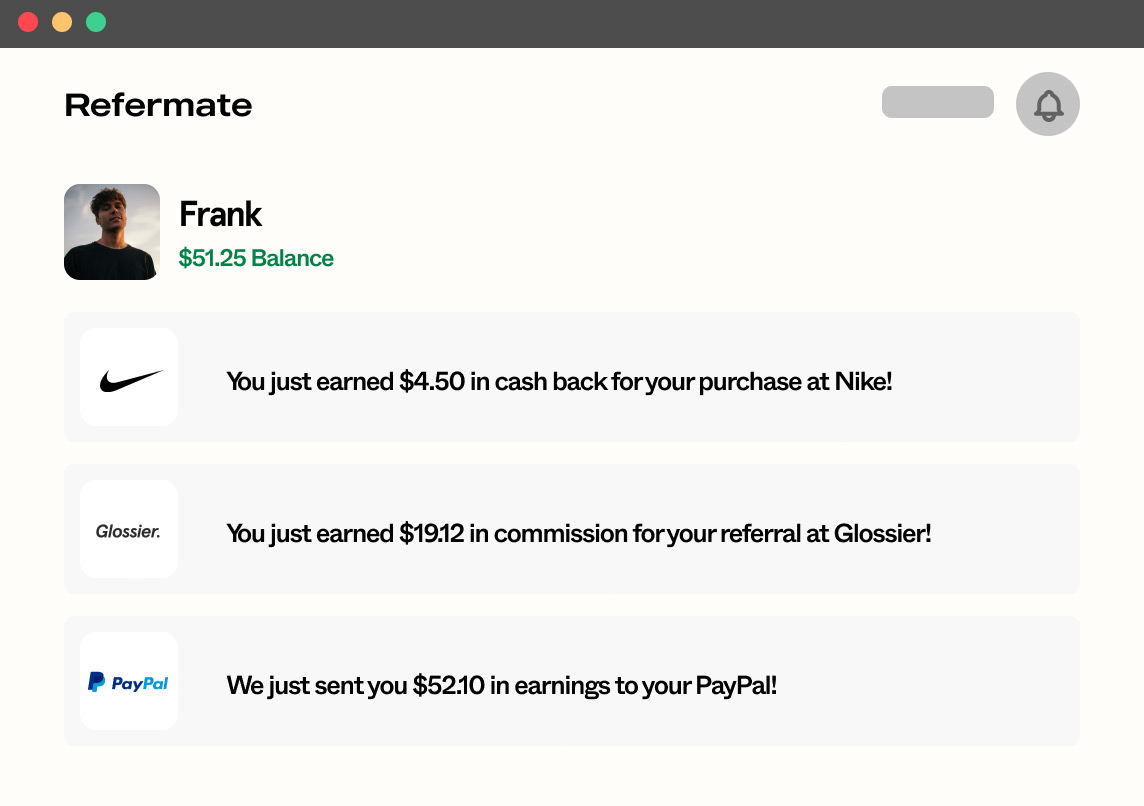 Refermate
Frank
$51.25 Balance
You just earned $4.50 in cash back for your purchase at Nike!
Glossier.
You just earned $19.12 in commission for your referral at Glossier!
PayPal
We just sent you $52.10 in earnings to your PayPal!